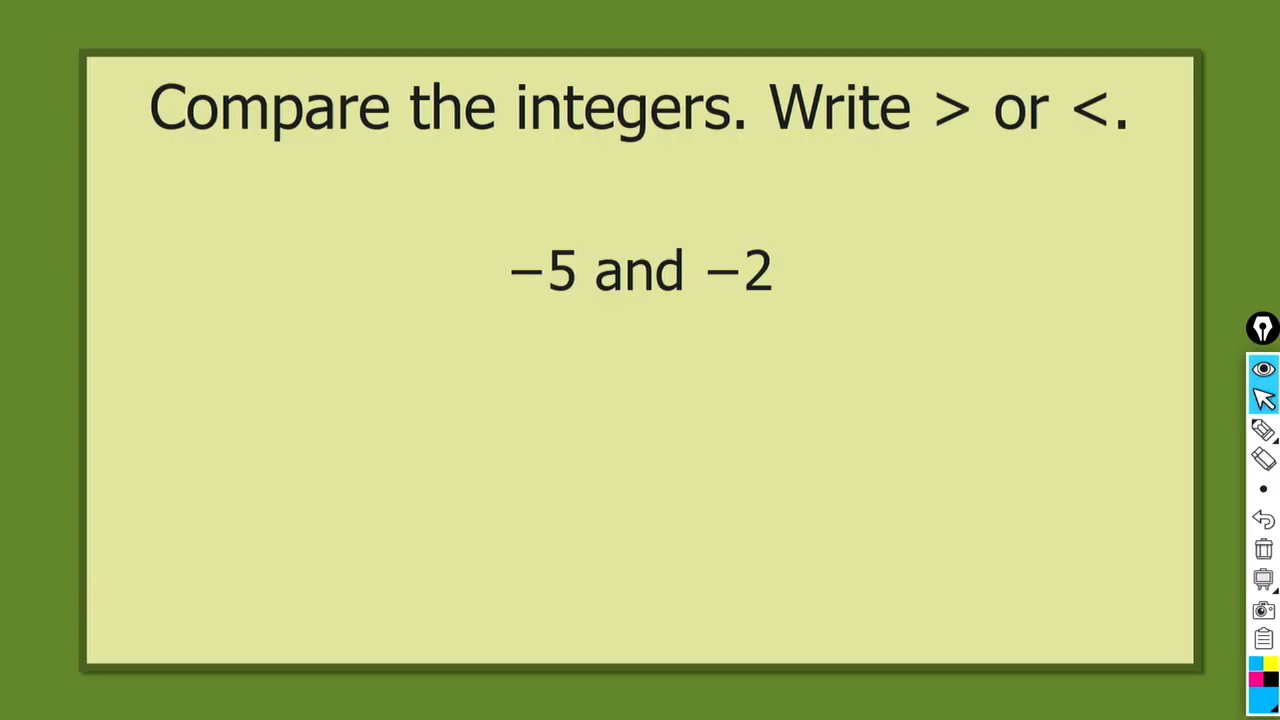 Compare the integers. Write > or <.
−5 and −2